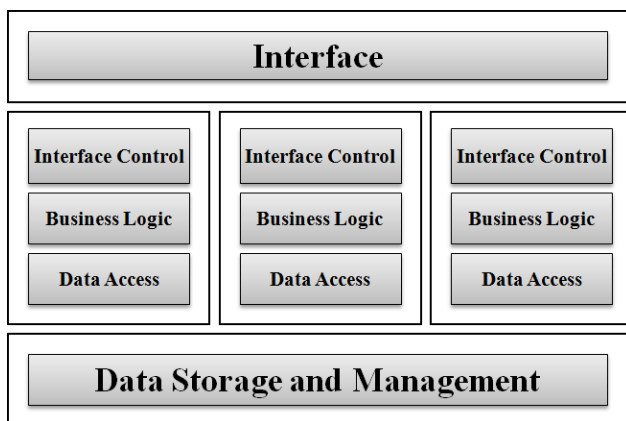 Interface
Interface Control
Business Logic
Data Access
Interface Control
Business Logic
Data Access
Interface Control
Business Logic
Data Access
Data Storage and Management